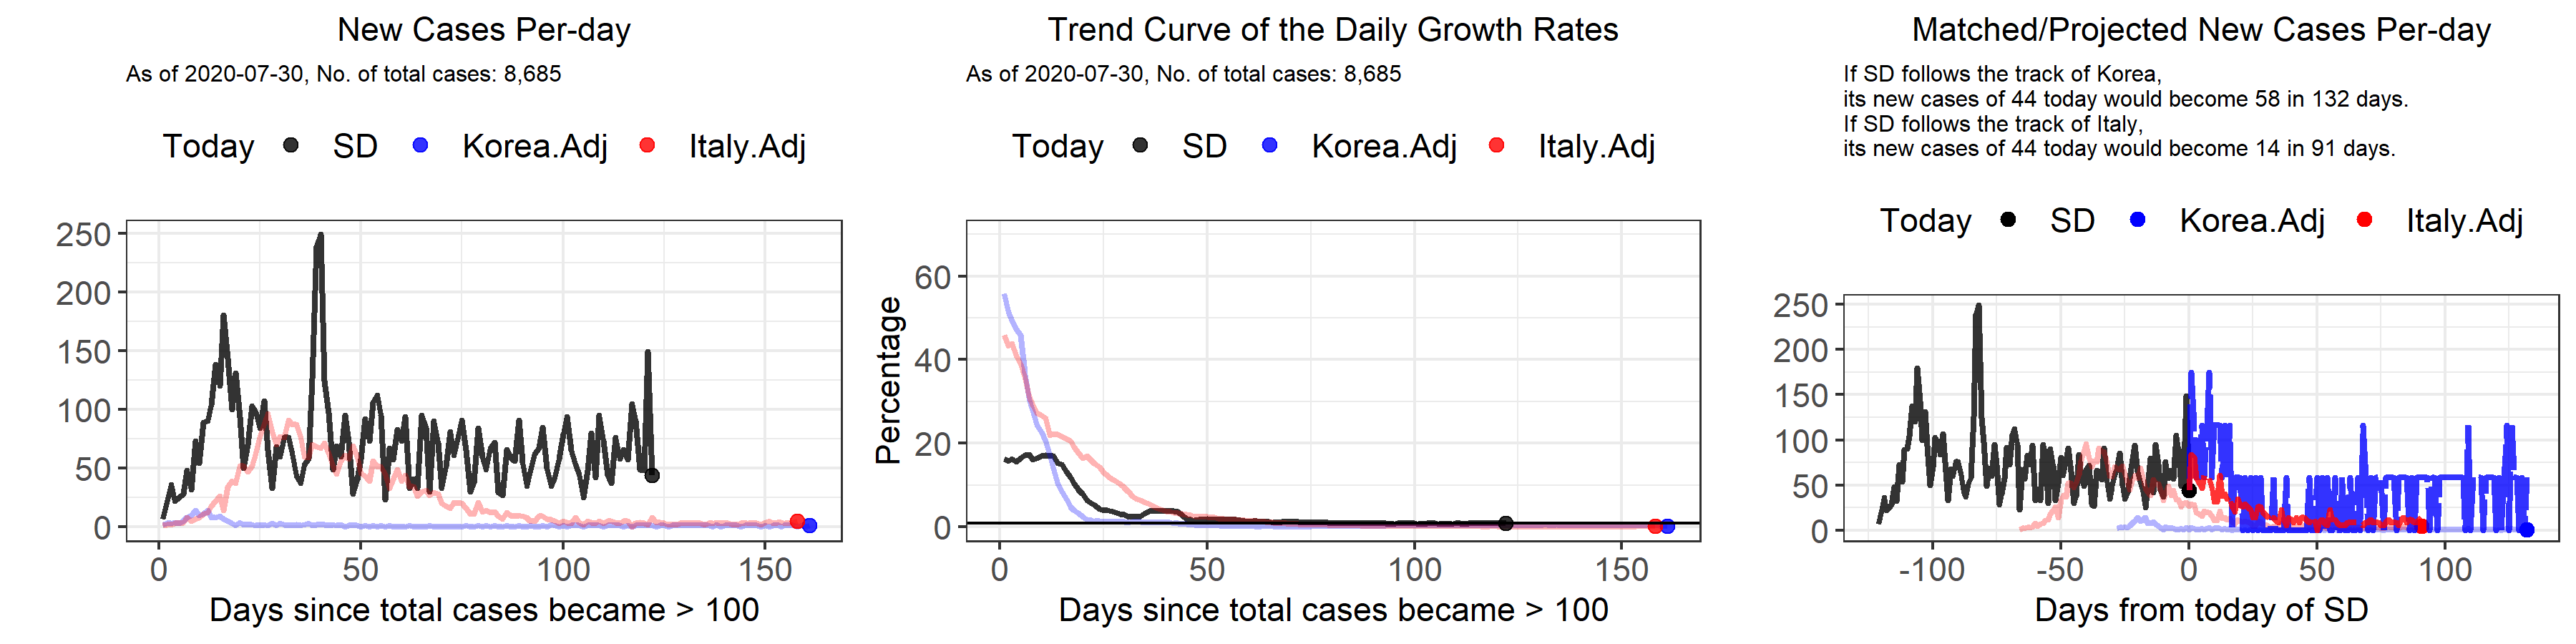 New Cases Per-day
As of 2020-07-30, No. of total cases: 8,685
Today SD Korea.Adj Italy.Adj
250
200
150
100
50
0
0 50 100 150
Days since total cases became > 100
Trend Curve of the Daily Growth Rates
As of 2020-07-30, No. of total cases: 8,685
Today SD Korea.Adj Italy.Adj
Percentage
60
40
20
0
0 50 100 150
Days since total cases became > 100
Matched/Projected New Cases Per-day
If SD follows the track of Korea,
its new cases of 44 today would become 58 in 132 days.
If SD follows the track of Italy,
its new cases of 44 today would become 14 in 91 days.
Today SD Korea.Adj Italy.Adj
250
200
150
100
50
0
-100 -50 0 50 100
Days from today of SD